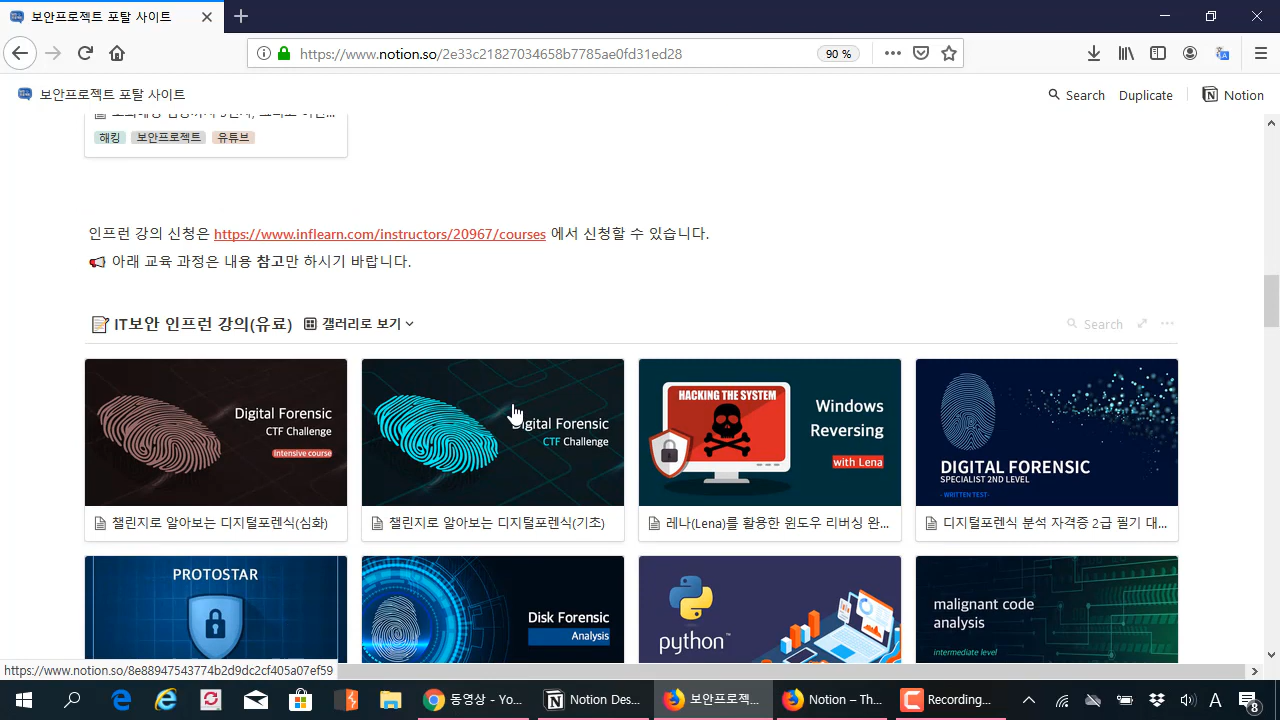 보안프로젝트 포탈 사이트
https://www.notion.so/2e33c21827034658b7785ae0fd31ed28
90 %
보안프로젝트 포탈 사이트
Search Duplicate Notion
해킹 보안프로젝트 유튜브
인프런 강의 신청은 https://www.inflearn.com/instructors/20967/courses 에서 신청할 수 있습니다.
아래 교육 과정은 내용 참고만 하시기 바랍니다.
IT보안 인프런 강의(유료) 갤러리로 보기
Search
Digital Forensic
CTF Challenge
Intensive course
챌린지로 알아보는 디지털포렌식(심화)
Digital Forensic
CTF Challenge
챌린지로 알아보는 디지털포렌식(기초)
HACKING THE SYSTEM
Windows
Reversing
with Lena
레나(Lena)를 활용한 윈도우 리버싱 완...
DIGITAL FORENSIC
SPECIALIST 2ND LEVEL
- WRITTEN TEST-
디지털포렌식 분석 자격증 2급 필기 대...
PROTOSTAR
Disk Forensic
Analysis
python™
malignant code
analysis
intermediate level
https://www.notion.so/8e88947543774b2d9dc2cf405a07ef59
동영상 - Yo...
Notion Des...
보안프로젝...
Notion – Th...
Recording...
A
8